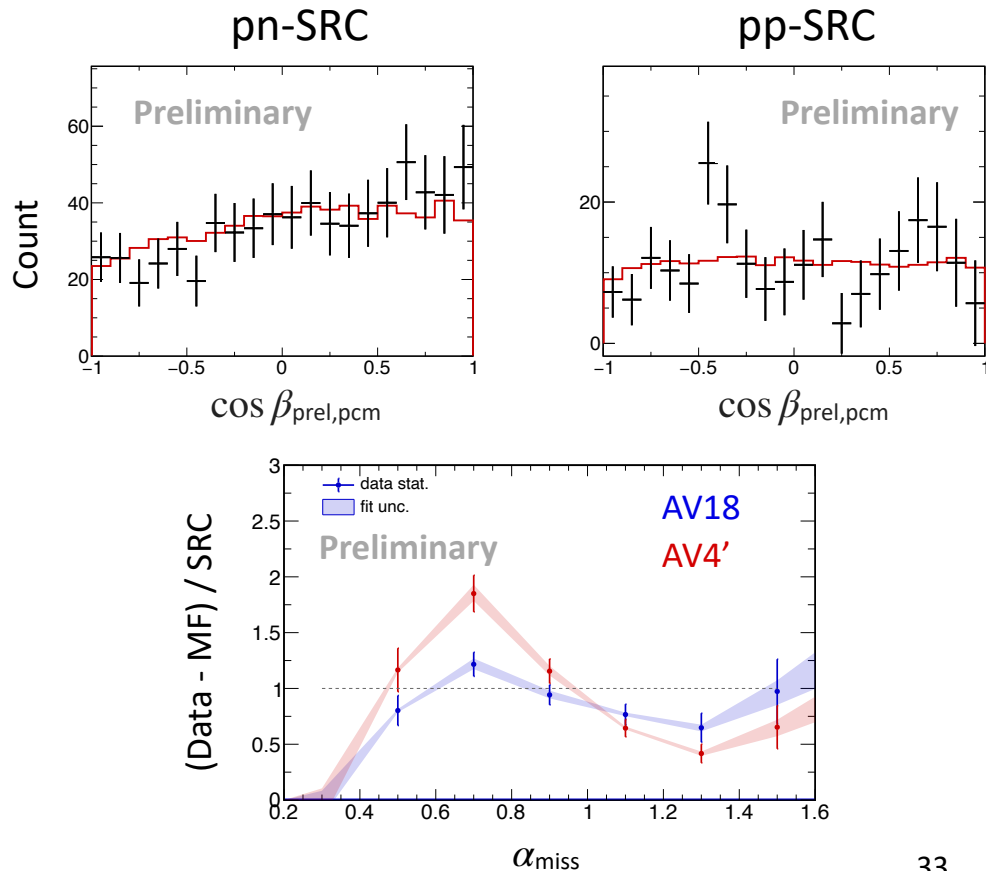 pn-SRC
pp-SRC
Preliminary
Count
0
20
40
60
−1
−0.5
0
0.5
1
cos β prel,pcm
Preliminary
0
20
−1
−0.5
0
0.5
1
cos β prel,pcm
data stat.
fit unc.
Preliminary
AV18
AV4’
(Data - MF) / SRC
3
2.5
2
1.5
1
0.5
0
0.2
0.4
0.6
0.8
1
1.2
1.4
1.6
α miss
33